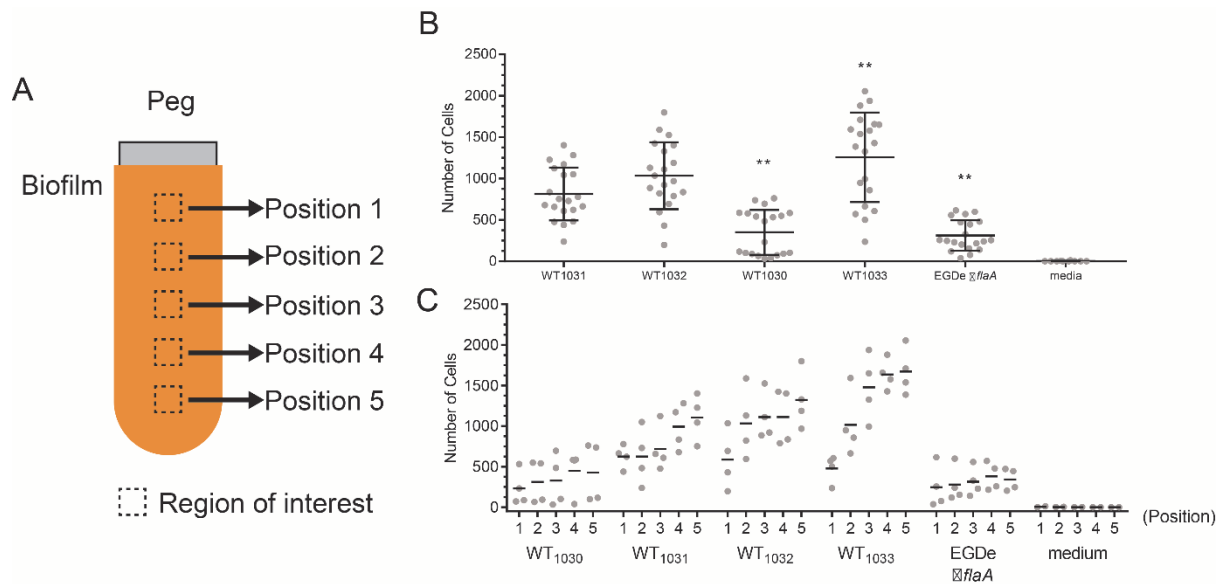 A
Peg
Biofilm
Position 1
Position 2
Position 3
Position 4
Position 5
Region of interest
B
Number of Cells
2500
2000
1500
1000
500
0
**
**
**
WT1031
WT1032
WT1030
WT1033
EGDe flaA
media
C
Number of Cells
2500
2000
1500
1000
500
0
1 2 3 4 5 1 2 3 4 5 1 2 3 4 5 1 2 3 4 5 1 2 3 4 5 1 2 3 4 5 (Position)
WT1030 WT1031 WT1032 WT1033 EGDe medium
flaA